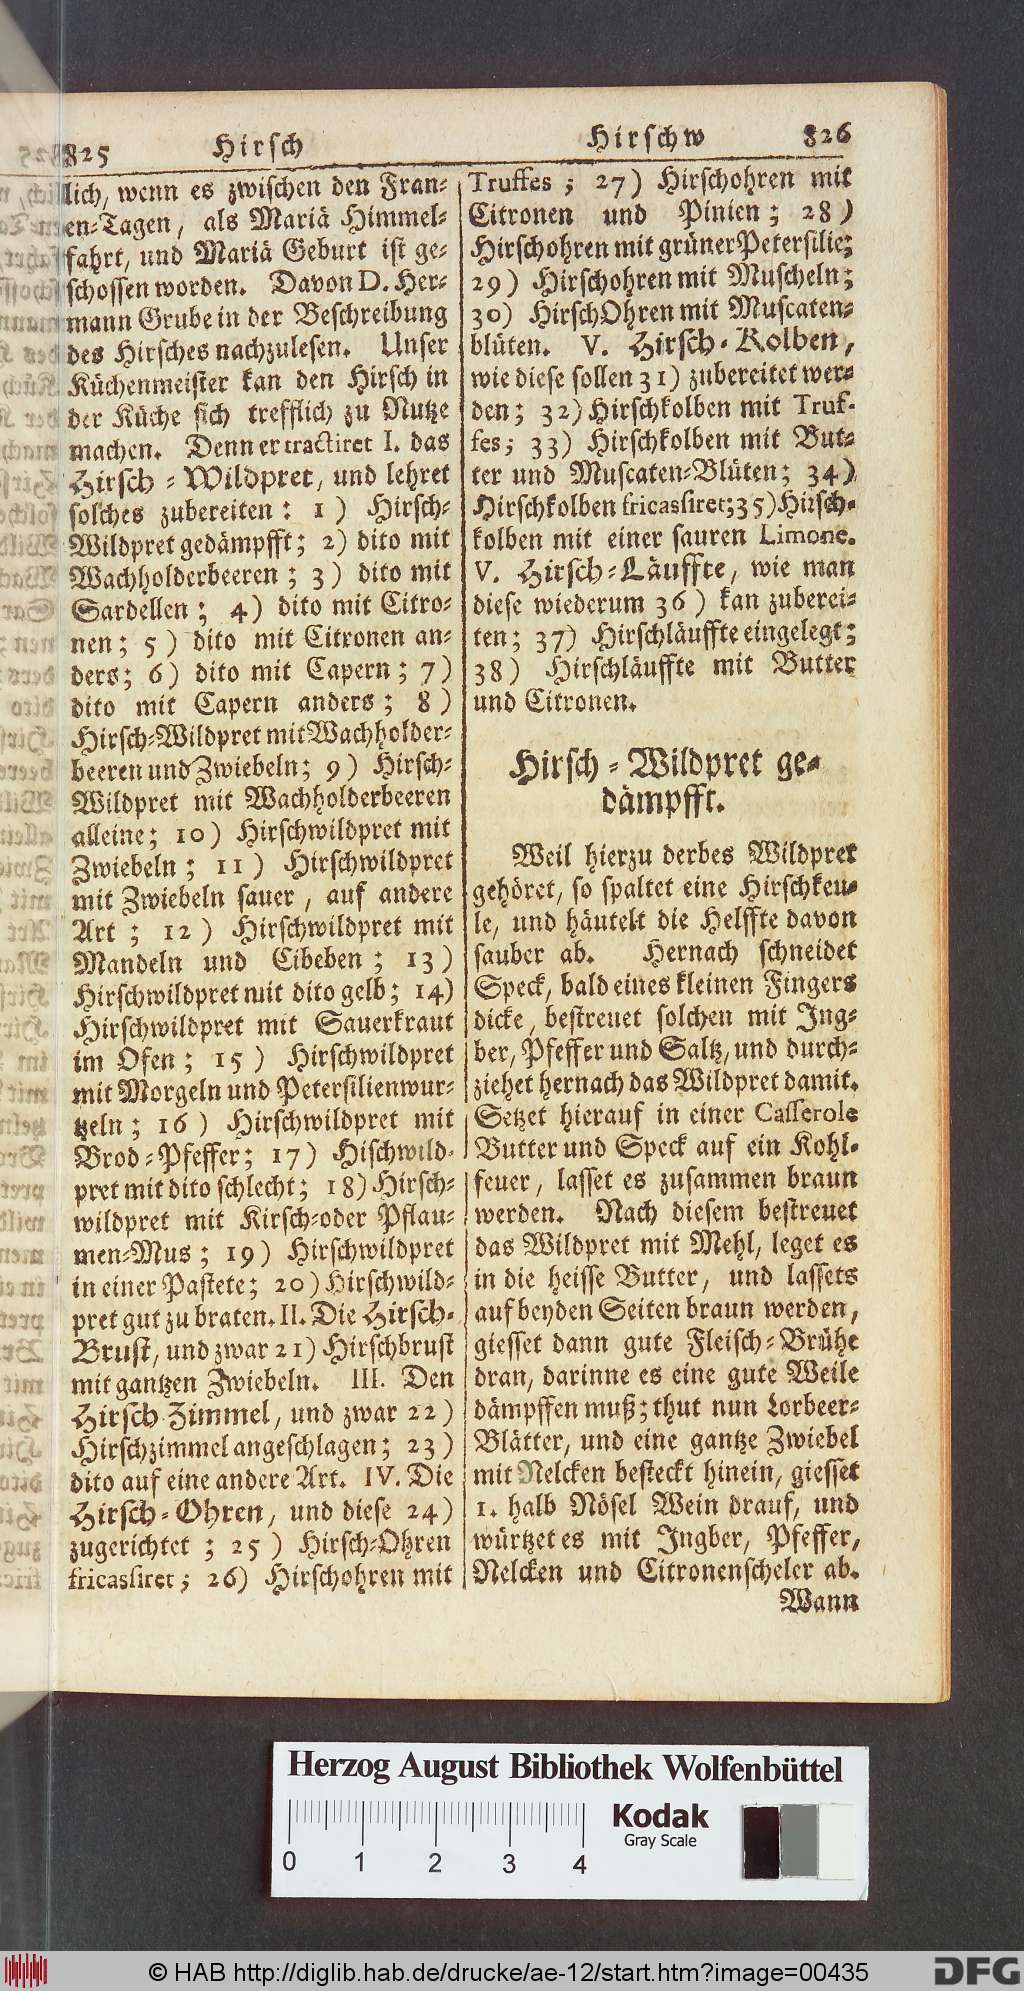 825 Hirsch
Hirschw 826
lich, wenn es zwischen den Fran-
en-Tagen, als Mariä Himmel-
fahrt, und Mariä Geburt ist ge-
schossen worden. Davon D. Her-
mann Grube in der Beschreibung
des Hirsches nachzulesen. Unser
Küchenmeister kan den Hirsch in
der Küche sich trefflich zu Nutze
machen. Denn er tractiret I. das
Hirsch-Wildpret, und lehret
solches zubereiten: 1) Hirsch-
Wildpret gedämpfft; 2) dito mit
Wachholderbeeren; 3) dito mit
Sardellen; 4) dito mit Citro-
nen; 5) dito mit Citronen an-
ders; 6) dito mit Capern; 7)
dito mit Capern anders; 8)
Hirsch-Wildpret mit Wachholder-
beeren und Zwiebeln; 9) Hirsch-
Wildpret mit Wachholderbeeren
alleine; 10) Hirschwildpret mit
Zwiebeln; 11) Hirschwildpret
mit Zwiebeln sauer, auf andere
Art; 12) Hirschwildpret mit
Mandeln und Cibeben; 13)
Hirschwildpret mit dito gelb; 14)
Hirschwildpret mit Sauerkraut
im Ofen; 15) Hirschwildpret
mit Morgeln und Petersilienwur-
tzeln; 16) Hirschwildpret mit
Brod-Pfeffer; 17) Hischwild-
pret mit dito schlecht; 18) Hirsch-
wildpret mit Kirsch-oder Pflau-
men-Mus; 19) Hirschwildpret
in einer Pastete; 20) Hirschwild-
pret gut zu braten. II. Die Hirsch-
Brust, und zwar 21) Hirschbrust
mit gantzen Zwiebeln. III. Den
Hirsch Zimmel, und zwar 22)
Hirschzimmel angeschlagen; 23)
dito auf eine andere Art. IV. Die
Hirsch-Ohren, und diese 24)
zugerichtet; 25) Hirsch-Ohren
fricassiret; 26) Hirschohren mit
Truffes; 27) Hirschohren mit
Citronen und Pinien; 28)
Hirschohren mit grüner Petersilie;
29) Hirschohren mit Muscheln;
30) HirschOhren mit Muscaten-
blüten. V. Hirsch-Kolben,
wie diese sollen 31) zubereitet wer-
den; 32) Hirschkolben mit Truf-
fes; 33) Hirschkolben mit But-
ter und Muscaten-Blüten; 34)
Hirschkolben fricassiret; 35) Hirsch-
kolben mit einer sauren Limone.
V. Hirsch-Läuffte, wie man
diese wiederum 36) kan zuberei-
ten; 37) Hirschläuffte eingelegt;
38) Hirschläuffte mit Butter
und Citronen.
Hirsch-Wildpret ge-
dämpfft.
Weil hierzu derbes Wildpret
gehöret, so spaltet eine Hirschkeu-
le, und häutelt die Helffte davon
sauber ab. Hernach schneidet
Speck, bald eines kleinen Fingers
dicke, bestreuet solchen mit Ing-
ber, Pfeffer und Saltz, und durch-
ziehet hernach das Wildpret damit.
Setzet hierauf in einer Casserole
Butter und Speck auf ein Kohl-
feuer, lasset es zusammen braun
werden. Nach diesem bestreuet
das Wildpret mit Mehl, leget es
in die heisse Butter, und lassets
auf beyden Seiten braun werden,
giesset dann gute Fleisch-Brühe
dran, darinne es eine gute Weile
dämpffen muß; thut nun Lorbeer-
Blätter, und eine gantze Zwiebel
mit Nelcken besteckt hinein, giesset
1. halb Nösel Wein drauf, und
würtzet es mit Ingber, Pfeffer,
Nelcken und Citronenscheler ab.
Wann
Herzog August Bibliothek Wolfenbüttel
0 1 2 3 4
Kodak
Gray Scale
© HAB http://diglib.hab.de/drucke/ae-12/start.htm?image=00435
DFG